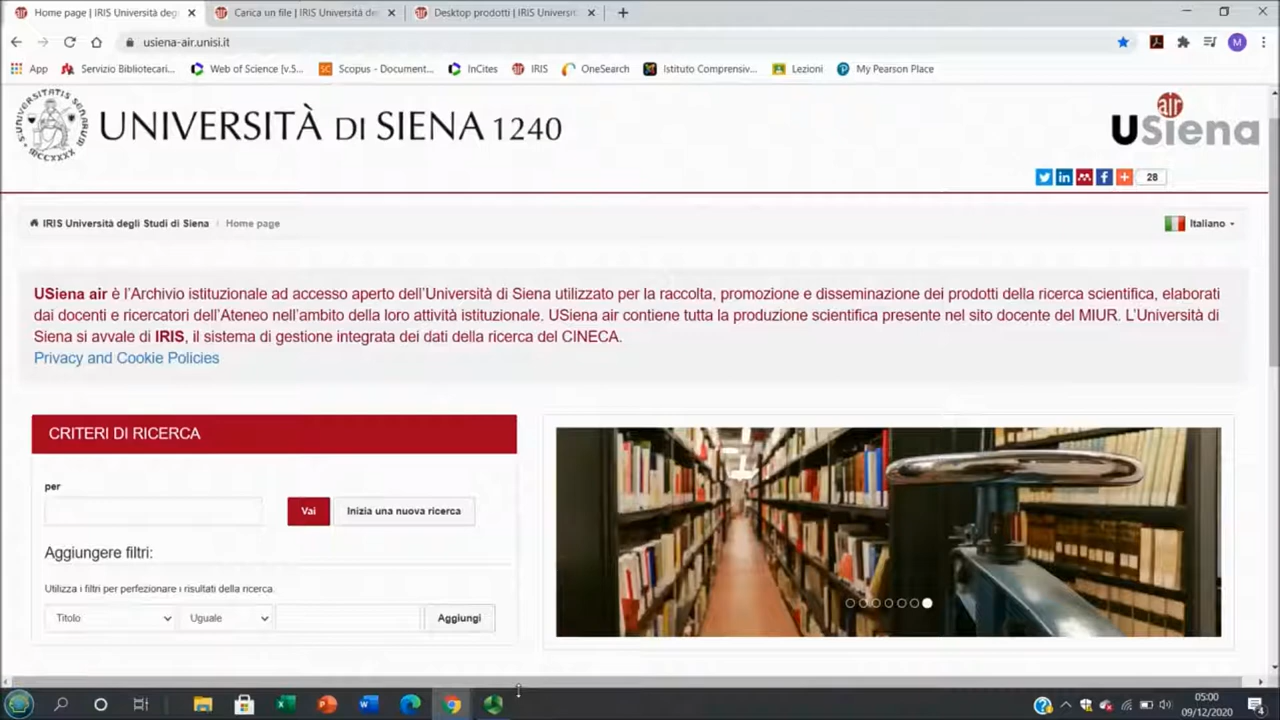 Home page | IRIS Università deg
Carica un file | IRIS Università de
Desktop prodotti | IRIS Universit
usiena-air.unisi.it
M
App
Servizio Bibliotecari...
Web of Science [v.5...
Scopus - Document...
InCites
IRIS
OneSearch
Istituto Comprensiv...
Lezioni
My Pearson Place
UNIVERSITÀ DI SIENA 1240
air
USiena
28
IRIS Università degli Studi di Siena / Home page
Italiano
USiena air è l'Archivio istituzionale ad accesso aperto dell'Università di Siena utilizzato per la raccolta, promozione e disseminazione dei prodotti della ricerca scientifica, elaborati
dai docenti e ricercatori dell'Ateneo nell'ambito della loro attività istituzionale. USiena air contiene tutta la produzione scientifica presente nel sito docente del MIUR. L'Università di
Siena si avvale di IRIS, il sistema di gestione integrata dei dati della ricerca del CINECA.
Privacy and Cookie Policies
CRITERI DI RICERCA
per
Vai
Inizia una nuova ricerca
Aggiungere filtri:
Utilizza i filtri per perfezionare i risultati della ricerca.
Titolo
Uguale
Aggiungi
05:00
09/12/2020
4